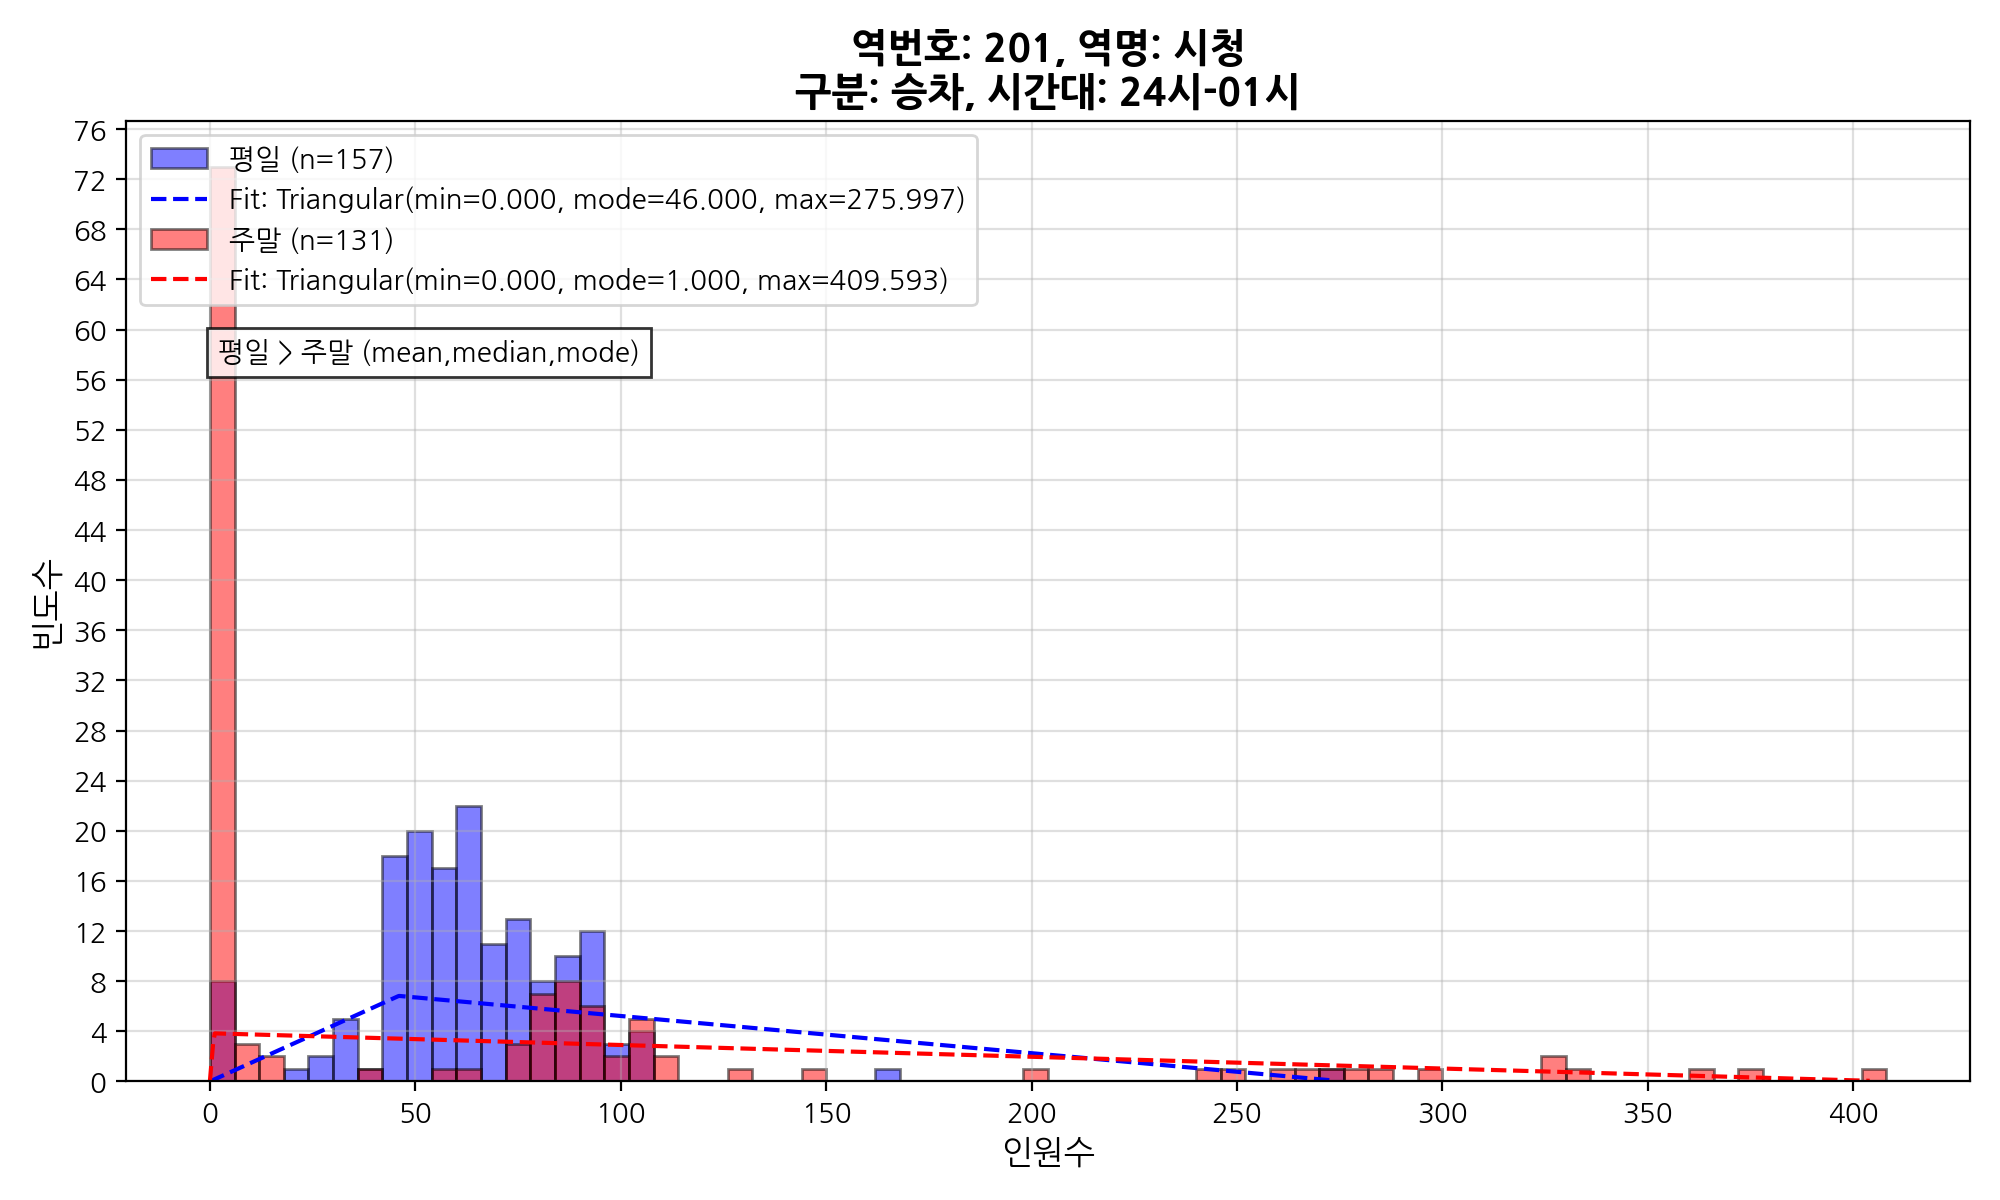 역번호: 201, 역명: 시청
구분: 승차, 시간대: 24시-01시
평일 (n=157)
Fit: Triangular(min=0.000, mode=46.000, max=275.997)
주말 (n=131)
Fit: Triangular(min=0.000, mode=1.000, max=409.593)
평일 > 주말 (mean,median,mode)
빈도수
76
72
68
64
60
56
52
48
44
40
36
32
28
24
20
16
12
8
4
0
0 50 100 150 200 250 300 350 400
인원수